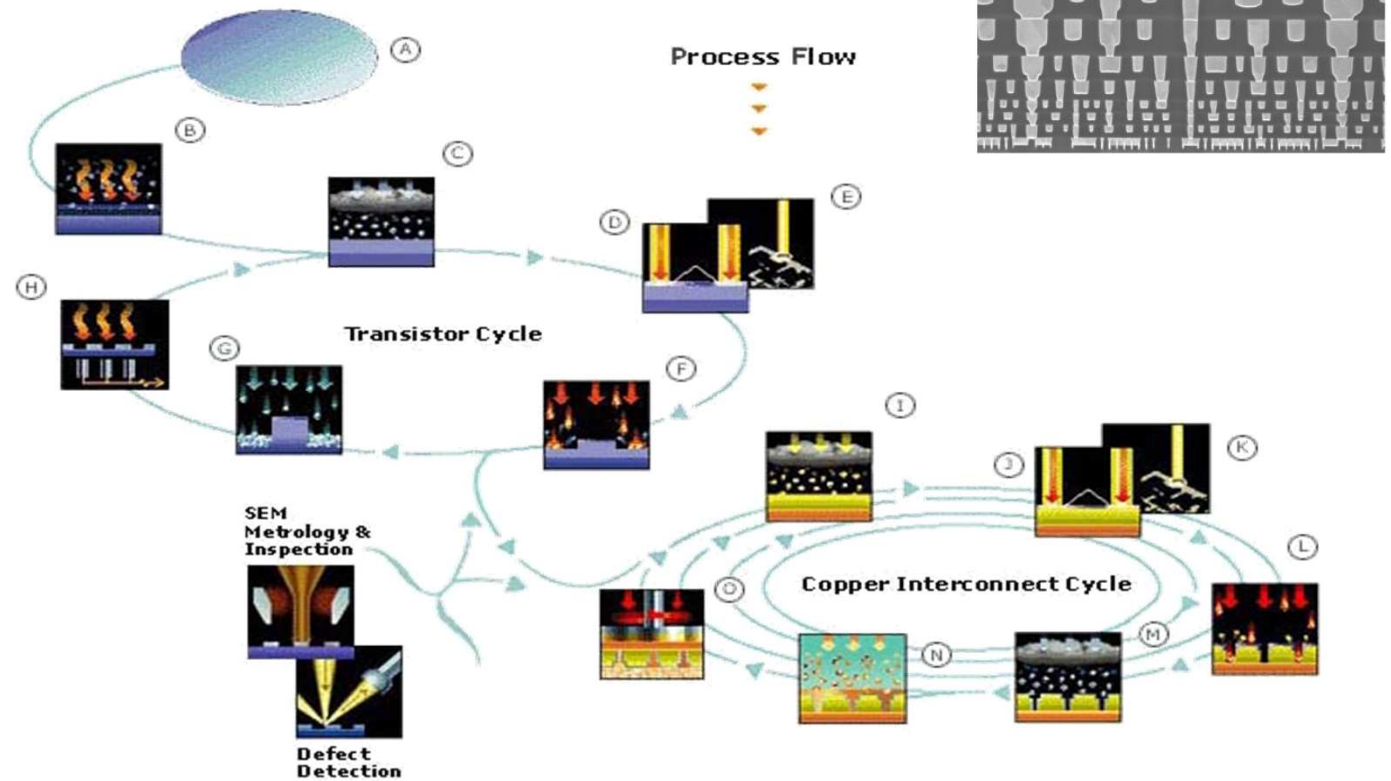 A
Process Flow
B
C
D
E
H
Transistor Cycle
G
F
I
J
K
SEM
Metrology &
Inspection
L
Copper Interconnect Cycle
O
M
N
Defect
Detection